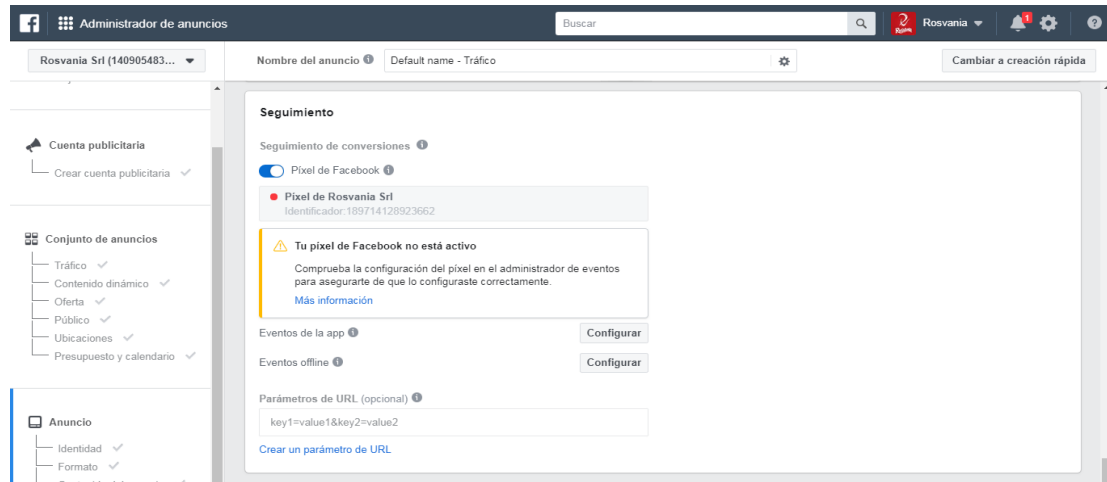 Administrador de anuncios
Buscar
Rosvania
1
Rosvania Srl (140905483...
Nombre del anuncio
Default name - Tráfico
Cambiar a creación rápida
Cuenta publicitaria
Crear cuenta publicitaria
Conjunto de anuncios
Tráfico
Contenido dinámico
Oferta
Público
Ubicaciones
Presupuesto y calendario
Anuncio
Identidad
Formato
Seguimiento
Seguimiento de conversiones
Píxel de Facebook
Píxel de Rosvania Srl
Identificador:189714128923662
Tu píxel de Facebook no está activo
Comprueba la configuración del píxel en el administrador de eventos
para asegurarte de que lo configuraste correctamente.
Más información
Eventos de la app
Configurar
Eventos offline
Configurar
Parámetros de URL (opcional)
key1=value1&key2=value2
Crear un parámetro de URL